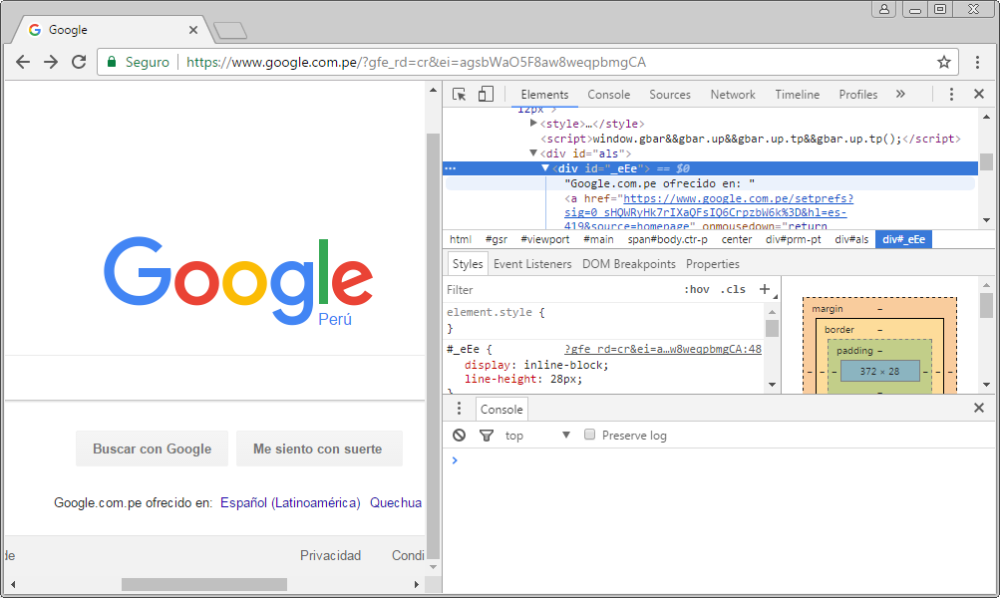 Google
Seguro
https://www.google.com.pe/?gfe_rd=cr&ei=agsbWaO5F8aw8weqpbmgCA
Google
Perú
Buscar con Google
Me siento con suerte
Google.com.pe ofrecido en: Español (Latinoamérica) Quechua
de Privacidad Condi
Elements Console Sources Network Timeline Profiles »
12px">
<style>…</style>
<script>window.gbar&&gbar.up&&gbar.up.tp&&gbar.up.tp();</script>
<div id="als">
… <div id="_eEe"> == $0
"Google.com.pe ofrecido en: "
<a href="https://www.google.com.pe/setprefs?
sig=0_sHQWRyHk7rIXaQFsIO6CrpzbW6k%3D&hl=es-
419&source=homepage" onmousedown="return
html #gsr #viewport #main span#body.ctr-p center div#prm-pt div#als div#_eEe
Styles Event Listeners DOM Breakpoints Properties
Filter :hov .cls +
element.style {
}
#_eEe { ?gfe_rd=cr&ei=a…w8weqpbmgCA:48
display: inline-block;
line-height: 28px;
}
margin –
border –
padding –
– – – 372 × 28 – – –
–
Console
top Preserve log
>